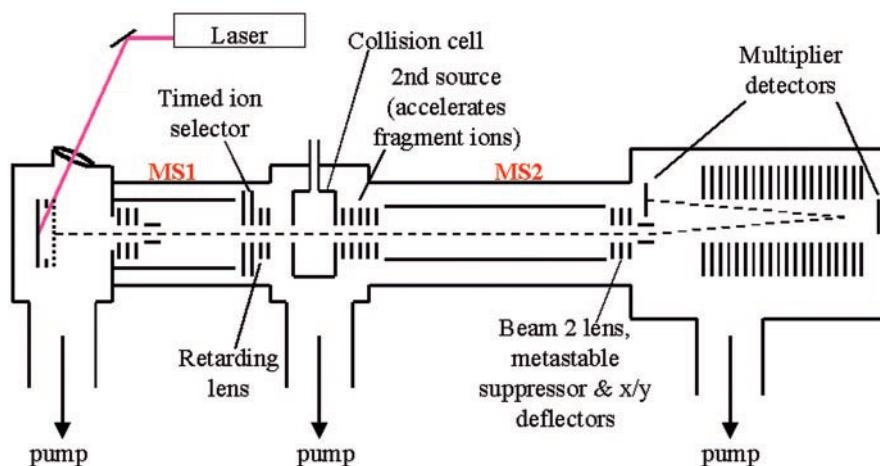 Laser
Collision cell
2nd source
(accelerates
fragment ions)
Multiplier
detectors
Timed ion
selector
MS1
MS2
Retarding
lens
Beam 2 lens,
metastable
suppressor & x/y
deflectors
pump
pump
pump